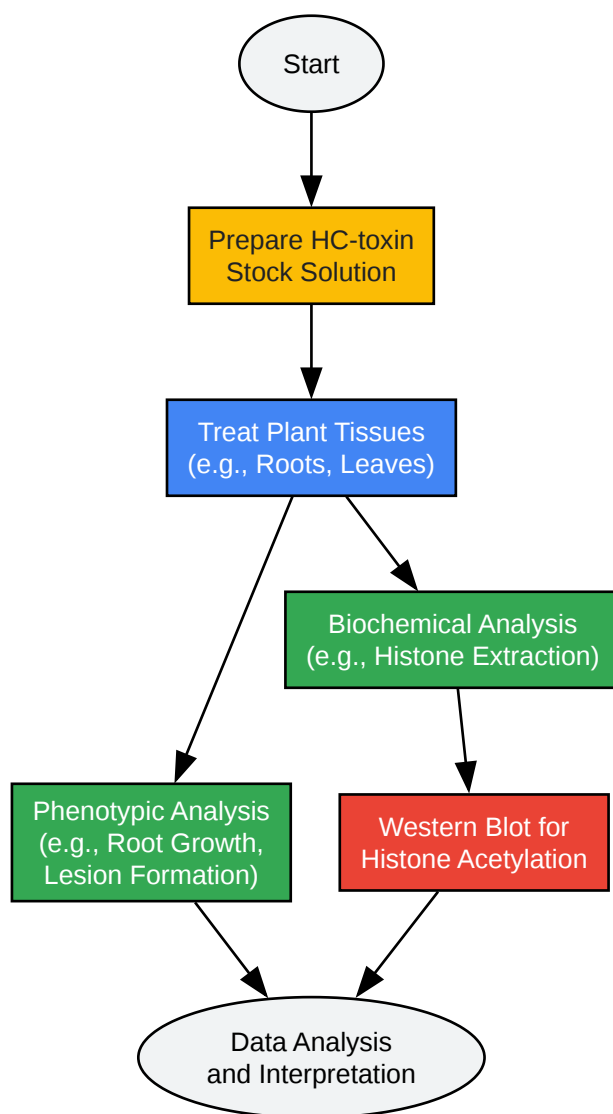 Start
Prepare HC-toxin
Stock Solution
Treat Plant Tissues
(e.g., Roots, Leaves)
Biochemical Analysis
(e.g., Histone Extraction)
Phenotypic Analysis
(e.g., Root Growth,
Lesion Formation)
Western Blot for
Histone Acetylation
Data Analysis
and Interpretation